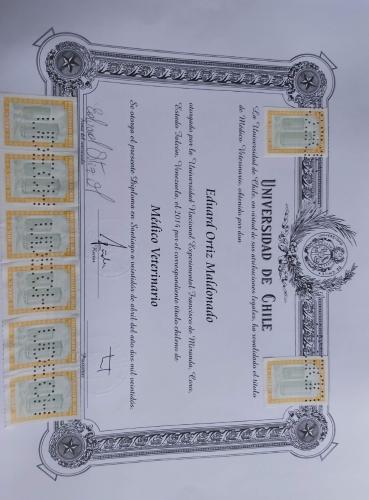 UNIVERSIDAD DE CHILE
La Universidad de Chile, en virtud de sus atribuciones legales, ha revalidado el título
de Médico Veterinario, obtenido por don
Eduard Ortiz Maldonado
otorgado por la Universidad Nacional Experimental Francisco de Miranda, Coro,
Estado Falcón, Venezuela, el 2014 por el correspondiente título chileno de
Médico Veterinario
Se otorga el presente Diploma en Santiago a veintidós de abril del año dos mil veintidós.